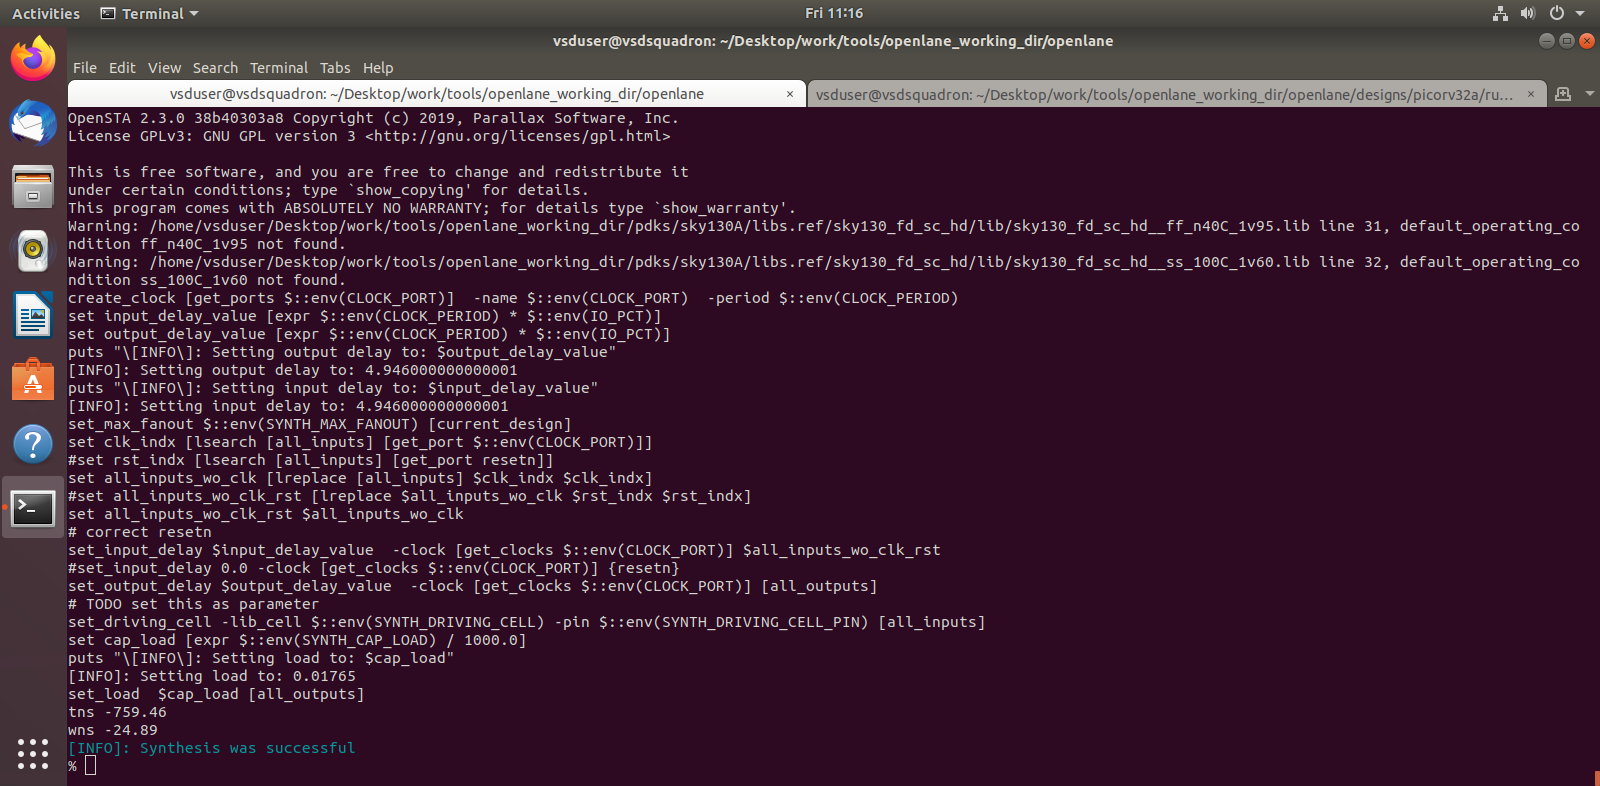 Activities Terminal Fri 11:16
vsduser@vsdsquadron: ~/Desktop/work/tools/openlane_working_dir/openlane
File Edit View Search Terminal Tabs Help
vsduser@vsdsquadron: ~/Desktop/work/tools/openlane_working_dir/openlane × vsduser@vsdsquadron: ~/Desktop/work/tools/openlane_working_dir/openlane/designs/picorv32a/ru... ×
OpenSTA 2.3.0 38b40303a8 Copyright (c) 2019, Parallax Software, Inc.
License GPLv3: GNU GPL version 3 <http://gnu.org/licenses/gpl.html>
This is free software, and you are free to change and redistribute it
under certain conditions; type `show_copying' for details.
This program comes with ABSOLUTELY NO WARRANTY; for details type `show_warranty'.
Warning: /home/vsduser/Desktop/work/tools/openlane_working_dir/pdks/sky130A/libs.ref/sky130_fd_sc_hd/lib/sky130_fd_sc_hd__ff_n40C_1v95.lib line 31, default_operating_co
ndition ff_n40C_1v95 not found.
Warning: /home/vsduser/Desktop/work/tools/openlane_working_dir/pdks/sky130A/libs.ref/sky130_fd_sc_hd/lib/sky130_fd_sc_hd__ss_100C_1v60.lib line 32, default_operating_co
ndition ss_100C_1v60 not found.
create_clock [get_ports $::env(CLOCK_PORT)]  -name $::env(CLOCK_PORT)  -period $::env(CLOCK_PERIOD)
set input_delay_value [expr $::env(CLOCK_PERIOD) * $::env(IO_PCT)]
set output_delay_value [expr $::env(CLOCK_PERIOD) * $::env(IO_PCT)]
puts "\[INFO\]: Setting output delay to: $output_delay_value"
[INFO]: Setting output delay to: 4.946000000000001
puts "\[INFO\]: Setting input delay to: $input_delay_value"
[INFO]: Setting input delay to: 4.946000000000001
set_max_fanout $::env(SYNTH_MAX_FANOUT) [current_design]
set clk_indx [lsearch [all_inputs] [get_port $::env(CLOCK_PORT)]]
#set rst_indx [lsearch [all_inputs] [get_port resetn]]
set all_inputs_wo_clk [lreplace [all_inputs] $clk_indx $clk_indx]
#set all_inputs_wo_clk_rst [lreplace $all_inputs_wo_clk $rst_indx $rst_indx]
set all_inputs_wo_clk_rst $all_inputs_wo_clk
# correct resetn
set_input_delay $input_delay_value  -clock [get_clocks $::env(CLOCK_PORT)] $all_inputs_wo_clk_rst
#set_input_delay 0.0 -clock [get_clocks $::env(CLOCK_PORT)] {resetn}
set_output_delay $output_delay_value  -clock [get_clocks $::env(CLOCK_PORT)] [all_outputs]
# TODO set this as parameter
set_driving_cell -lib_cell $::env(SYNTH_DRIVING_CELL) -pin $::env(SYNTH_DRIVING_CELL_PIN) [all_inputs]
set cap_load [expr $::env(SYNTH_CAP_LOAD) / 1000.0]
puts "\[INFO\]: Setting load to: $cap_load"
[INFO]: Setting load to: 0.01765
set_load  $cap_load [all_outputs]
tns -759.46
wns -24.89
[INFO]: Synthesis was successful
%